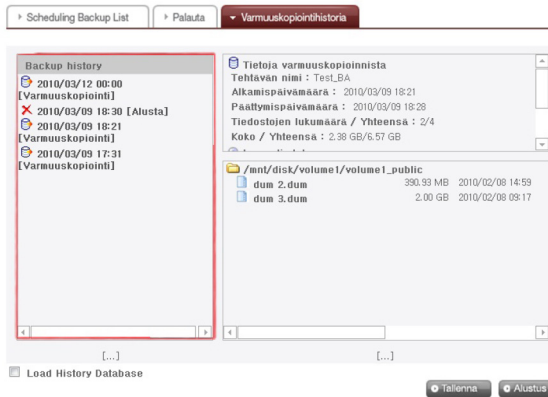 Scheduling Backup List
Palauta
Varmuuskopiointihistoria
Backup history
2010/03/12 00:00
[Varmuuskopiointi]
2010/03/09 18:30 [Alusta]
2010/03/09 18:21
[Varmuuskopiointi]
2010/03/09 17:31
[Varmuuskopiointi]
Tietoja varmuuskopioinnista
Tehtävän nimi : Test_BA
Alkamispäivämäärä : 2010/03/09 18:21
Päättymispäivämäärä : 2010/03/09 18:28
Tiedostojen lukumäärä / Yhteensä : 2/4
Koko / Yhteensä : 2.38 GB/6.57 GB
/mnt/disk/volume1/volume1_public
dum 2.dum 390.93 MB 2010/02/08 14:59
dum 3.dum 2.00 GB 2010/02/08 09:17
[...] [...]
Load History Database
Tallenna Alustus